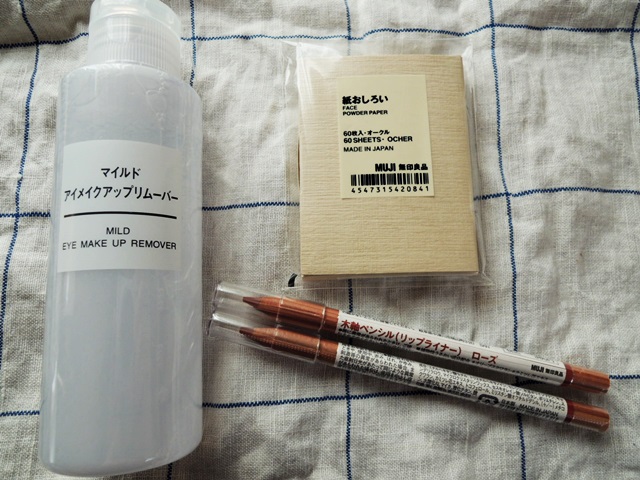 マイルド
アイメイクアップリムーバー
MILD
EYE MAKE UP REMOVER
紙おしろい
FACE
POWDER PAPER
60枚入・オークル
60 SHEETS・OCHER
MADE IN JAPAN
MUJI 無印良品
4547315420841
木軸ペンシル(リップライナー) ローズ
MUJI 無印良品